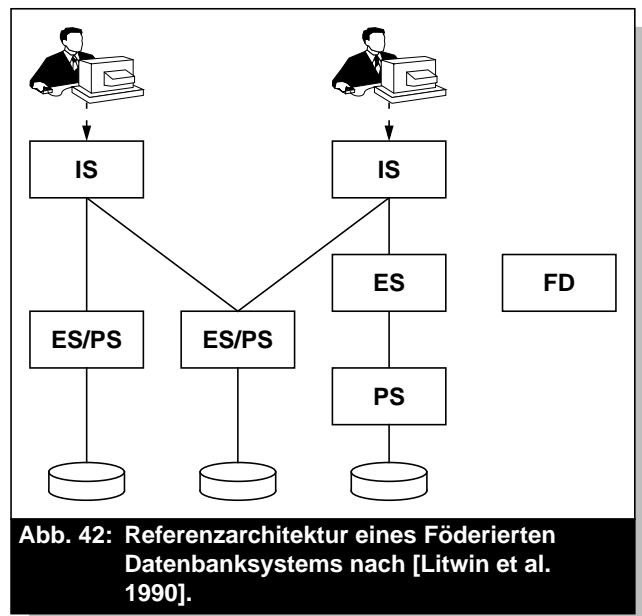 IS
IS
ES
FD
ES/PS
ES/PS
PS
Abb. 42: Referenzarchitektur eines Föderierten
Datenbanksystems nach [Litwin et al.
1990].